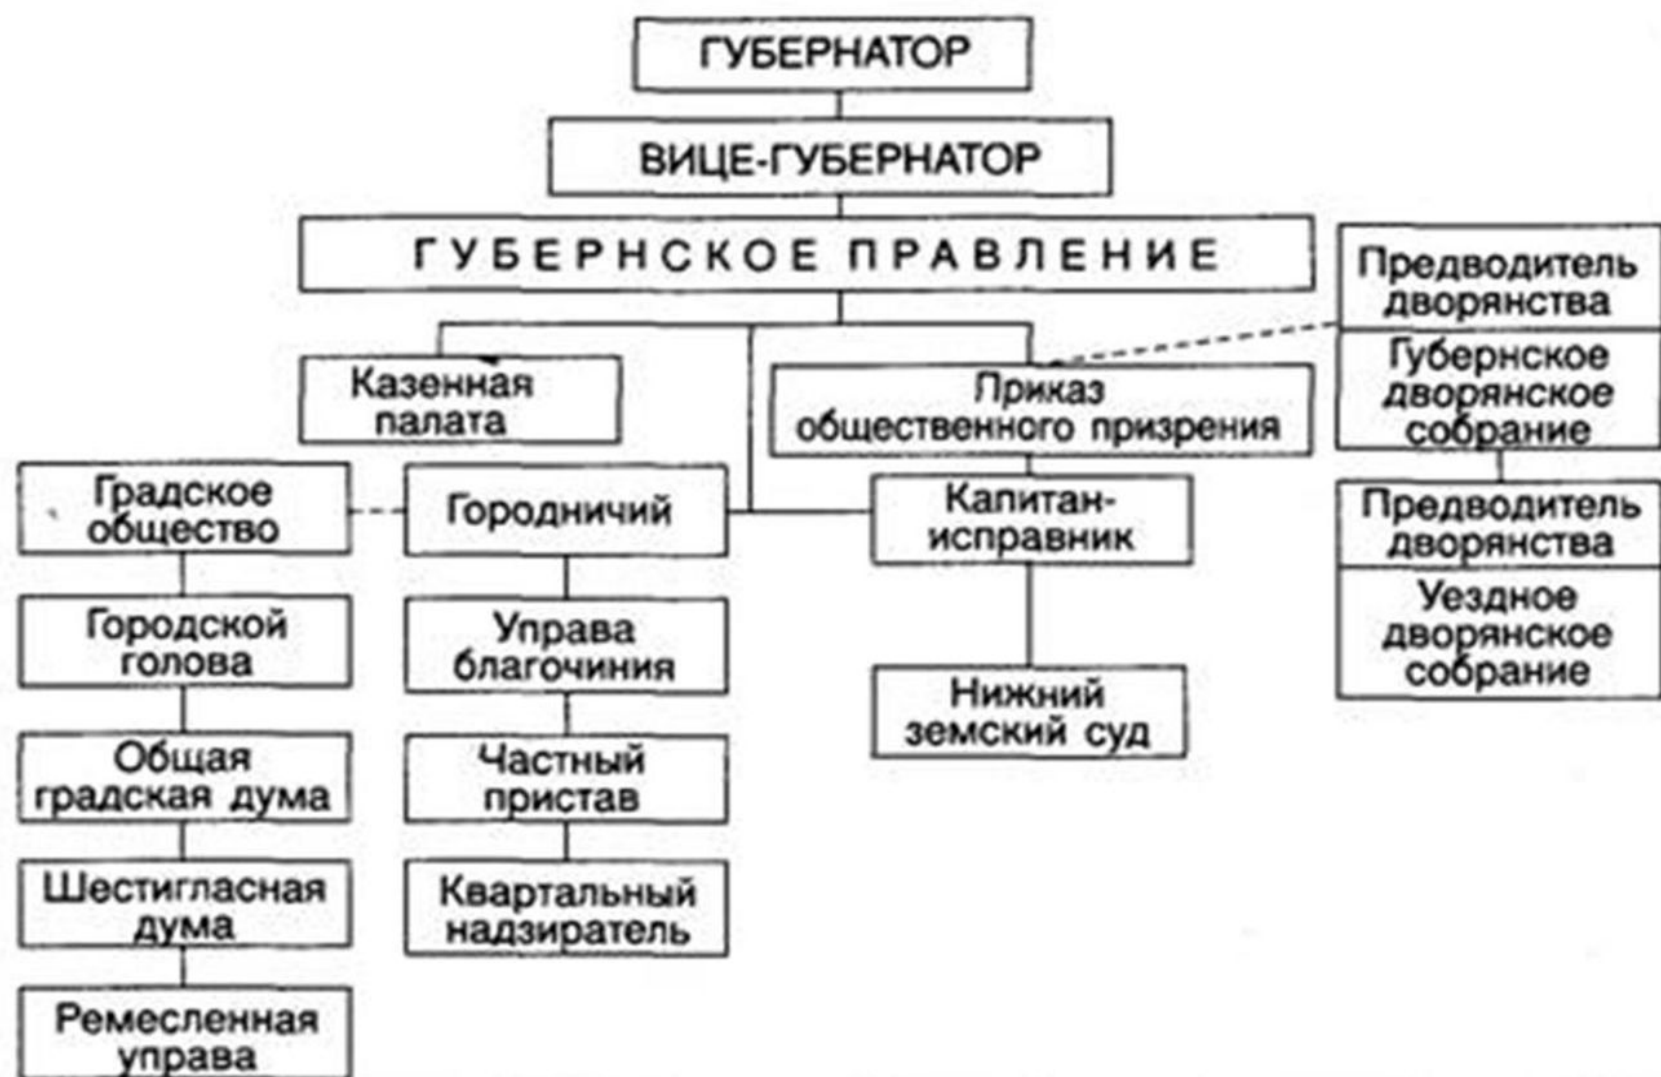 ГУБЕРНАТОР
ВИЦЕ-ГУБЕРНАТОР
ГУБЕРНСКОЕ ПРАВЛЕНИЕ
Предводитель
дворянства
Губернское
дворянское
собрание
Казенная
палата
Приказ
общественного призрения
Градское
общество
Городничий
Капитан-
исправник
Предводитель
дворянства
Уездное
дворянское
собрание
Городской
голова
Управа
благочиния
Нижний
земский суд
Общая
градская дума
Частный
пристав
Шестигласная
дума
Квартальный
надзиратель
Ремесленная
управа